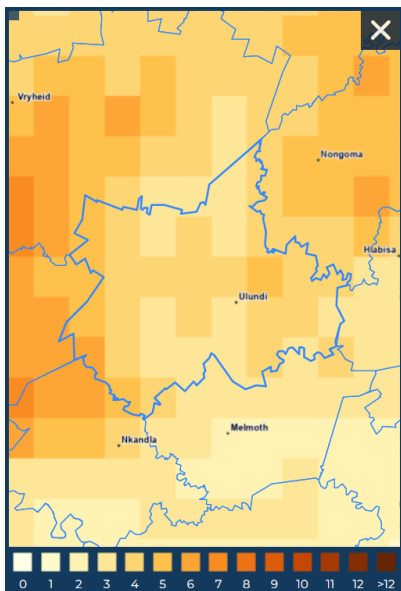 Vryheid
Nongoma
Hlabisa
Ulundi
Melmoth
Nkandla
0 1 2 3 4 5 6 7 8 9 10 11 12 >12